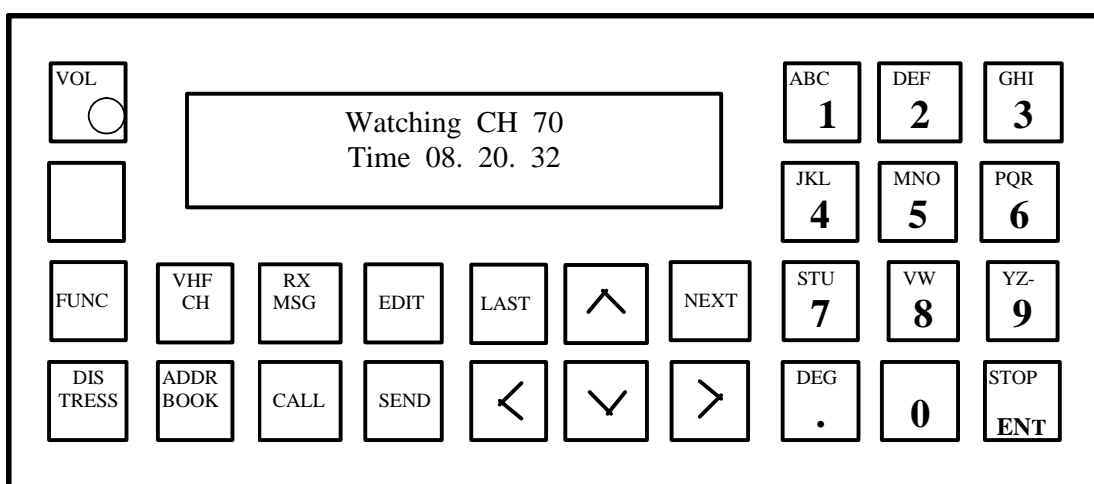 VOL
Watching CH 70
Time 08. 20. 32
ABC
1
DEF
2
GHI
3
JKL
4
MNO
5
PQR
6
FUNC
VHF
CH
RX
MSG
EDIT
LAST
NEXT
STU
7
VW
8
YZ-
9
DIS
TRESS
ADDR
BOOK
CALL
SEND
DEG
.
0
STOP
ENT